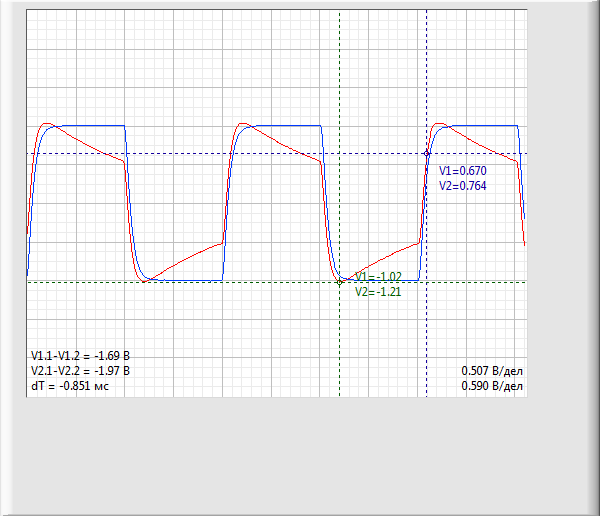 V1=0.670
V2=0.764
V1=-1.02
V2=-1.21
V1.1-V1.2 = -1.69 В
V2.1-V2.2 = -1.97 В
dT = -0.851 мс
0.507 В/дел
0.590 В/дел